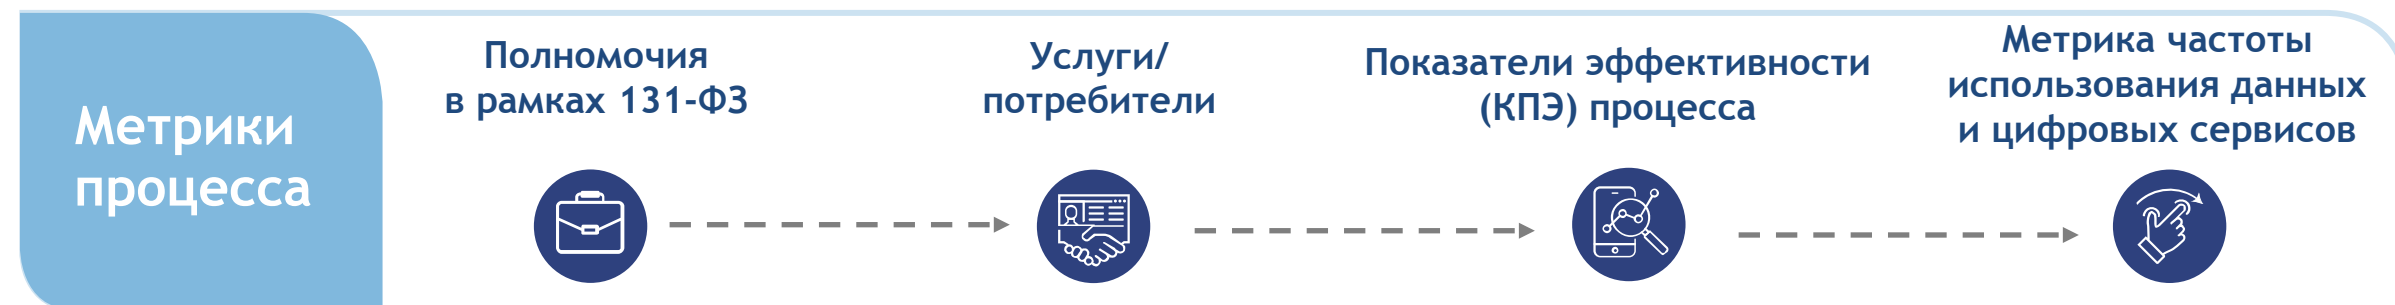 Метрики
процесса
Полномочия
в рамках 131-ФЗ
Услуги/
потребители
Показатели эффективности
(КПЭ) процесса
Метрика частоты
использования данных
и цифровых сервисов